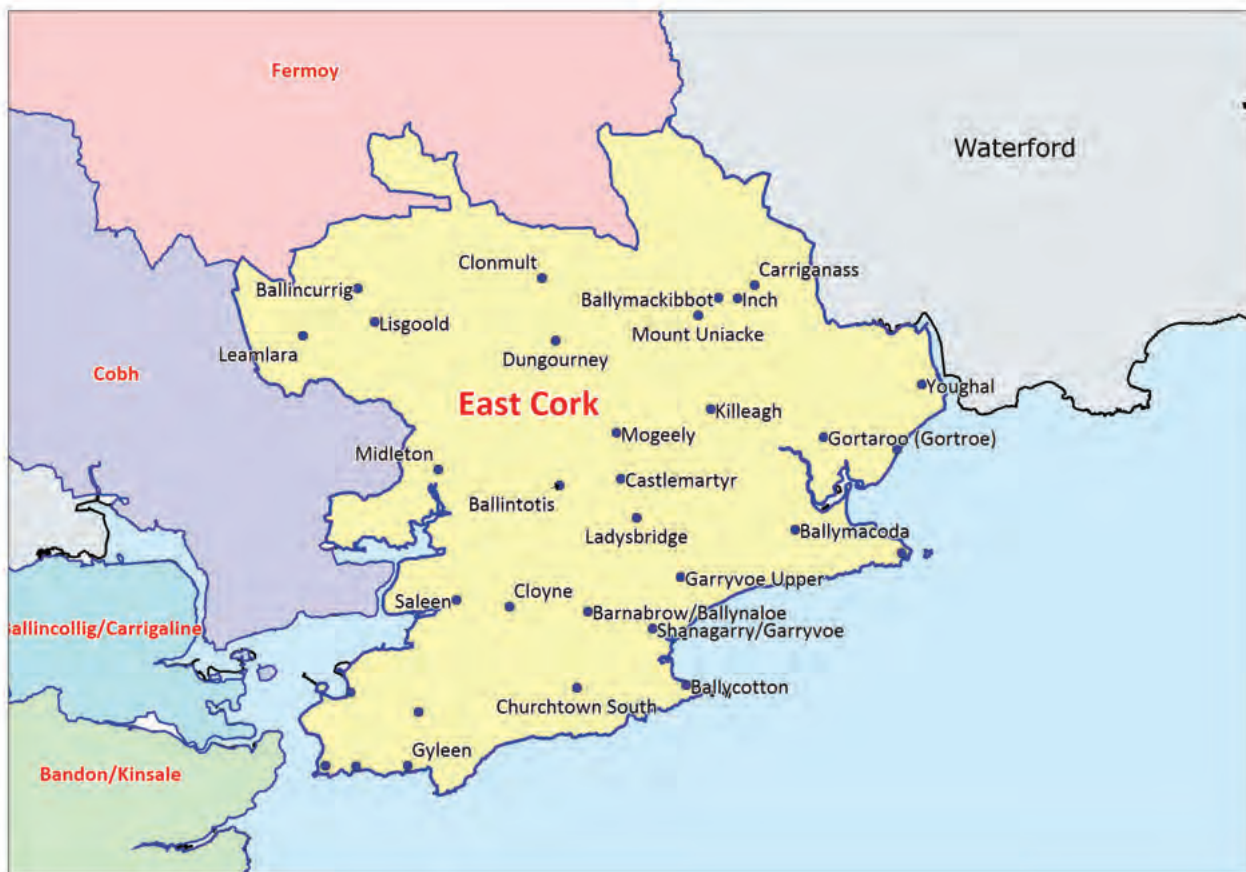 Fermoy
Waterford
Clonmult
Carriganass
Ballincurrig
Ballymackibbot
Inch
Lisgoold
Mount Uniacke
Leamlara
Dungourney
Cobh
Youghal
East Cork
Killeagh
Mogeely
Gortaroo (Gortroe)
Midleton
Castlemartyr
Ballintotis
Ladysbridge
Ballymacoda
Garryvoe Upper
Saleen
Cloyne
Barnabrow/Ballynaloe
Ballincollig/Carrigaline
Shanagarry/Garryvoe
Ballycotton
Churchtown South
Gyleen
Bandon/Kinsale